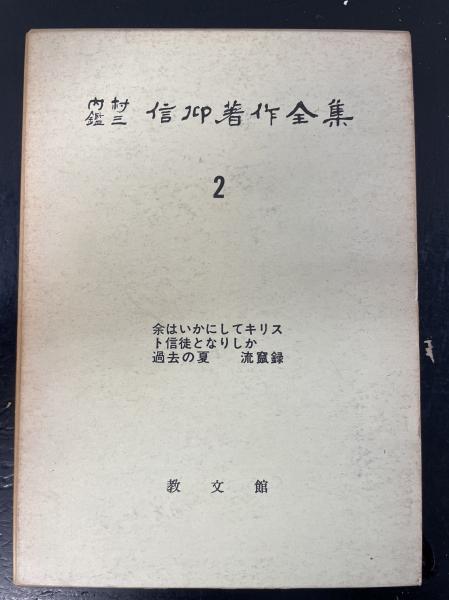 内村鑑三 信仰著作全集
2
余はいかにしてキリス
ト信徒となりしか
過去の夏 流竄録
教文館